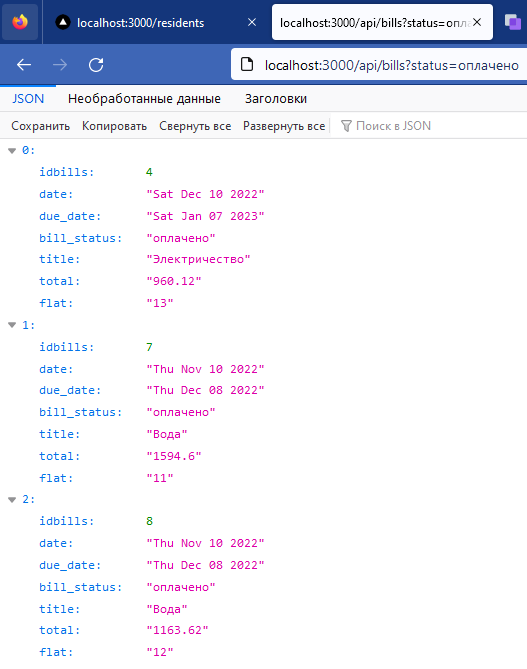 localhost:3000/residents
localhost:3000/api/bills?status=опла
localhost:3000/api/bills?status=оплачено
JSON Необработанные данные Заголовки
Сохранить Копировать Свернуть все Развернуть все Поиск в JSON
0:
idbills: 4
date: "Sat Dec 10 2022"
due_date: "Sat Jan 07 2023"
bill_status: "оплачено"
title: "Электричество"
total: "960.12"
flat: "13"
1:
idbills: 7
date: "Thu Nov 10 2022"
due_date: "Thu Dec 08 2022"
bill_status: "оплачено"
title: "Вода"
total: "1594.6"
flat: "11"
2:
idbills: 8
date: "Thu Nov 10 2022"
due_date: "Thu Dec 08 2022"
bill_status: "оплачено"
title: "Вода"
total: "1163.62"
flat: "12"